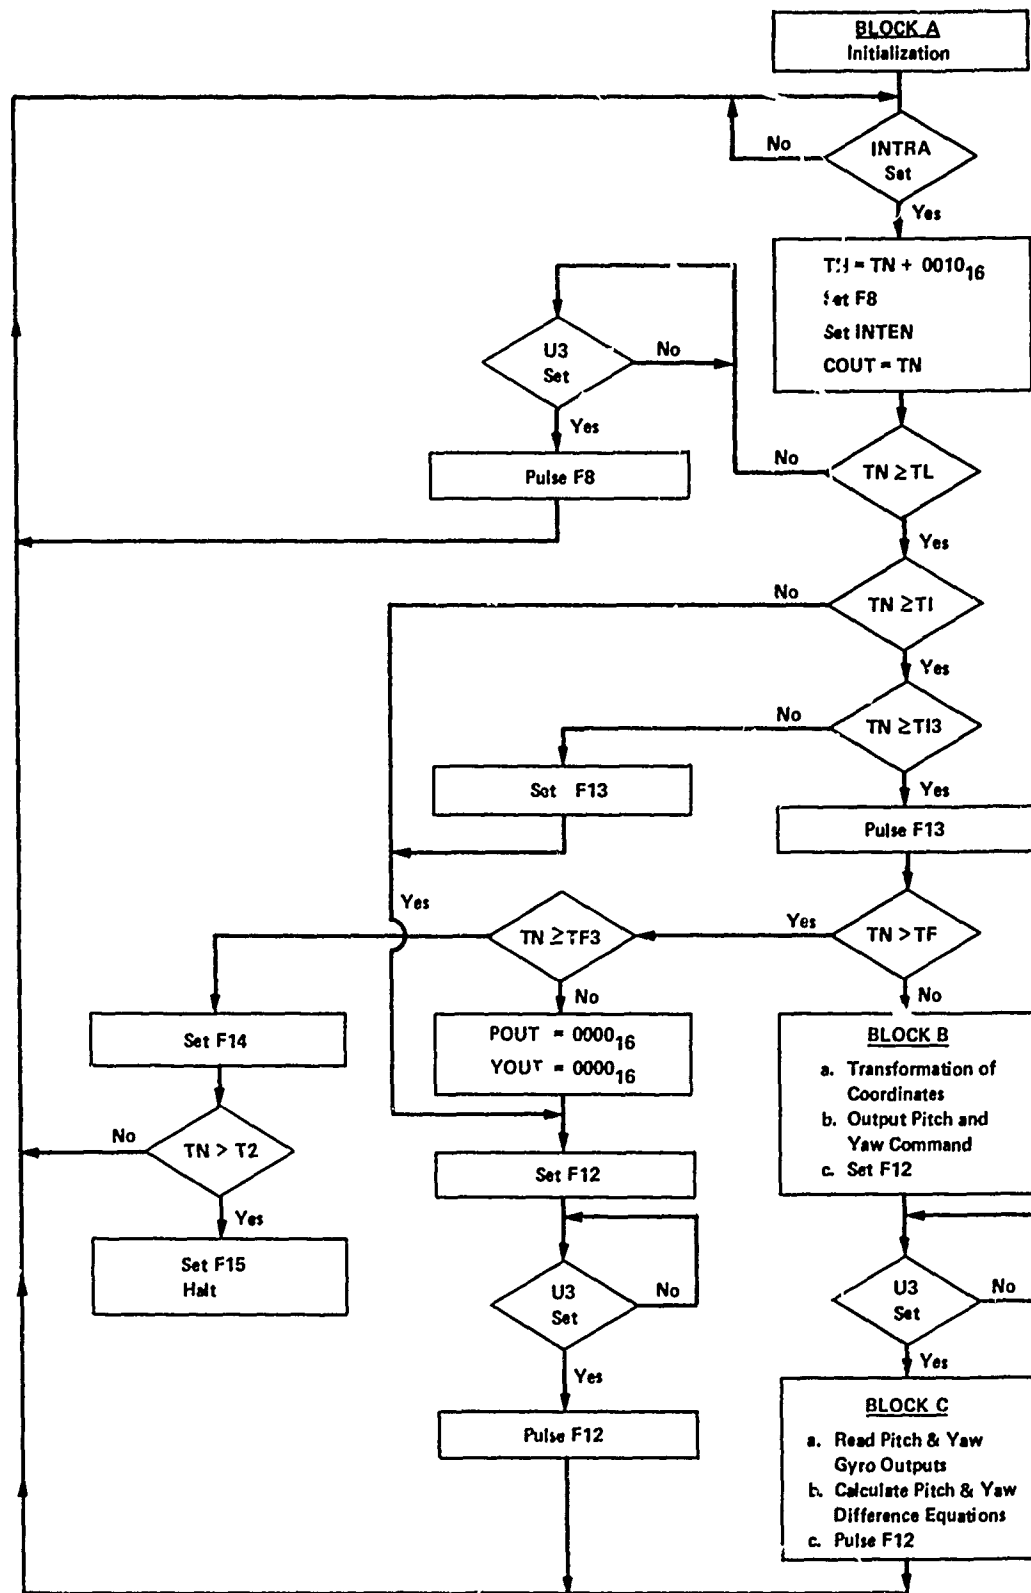 BLOCK A
Initialization
No
INTRA
Set
Yes
TN = TN + 0010₁₆
Set F8
Set INTEN
COUT = TN
U3
Set
No
Yes
Pulse F8
No
TN ≥ TL
Yes
No
TN ≥ TI
Yes
No
TN ≥ TI3
Set F13
Yes
Pulse F13
Yes
TN ≥ TF3
Yes
TN > TF
No
No
Set F14
POUT = 0000₁₆
YOUT = 0000₁₆
BLOCK B
a. Transformation of
Coordinates
b. Output Pitch and
Yaw Command
c. Set F12
No
TN > T2
Yes
Set F12
Set F15
Halt
U3
Set
No
Yes
U3
Set
No
Yes
Pulse F12
BLOCK C
a. Read Pitch & Yaw
Gyro Outputs
b. Calculate Pitch & Yaw
Difference Equations
c. Pulse F12